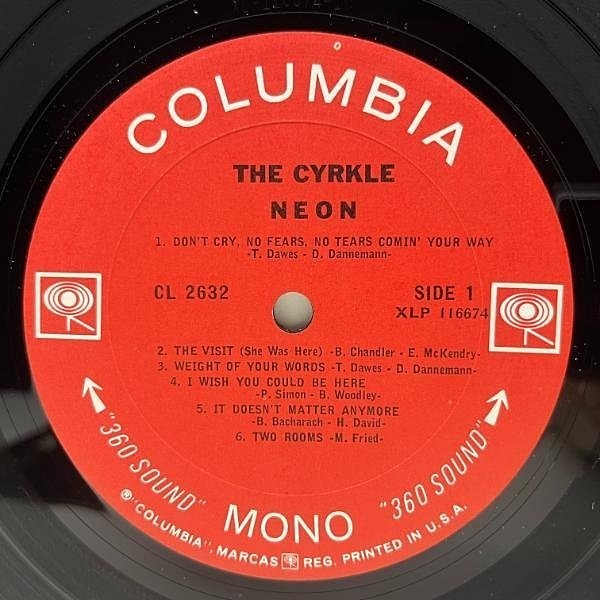 COLUMBIA
THE CYRKLE
NEON
1. DON'T CRY, NO FEARS, NO TEARS COMIN' YOUR WAY
-T. Dawes - D. Dannemann-
CL 2632
SIDE 1
XLP 116674
2. THE VISIT (She Was Here) -B. Chandler - E. McKendry-
3. WEIGHT OF YOUR WORDS -T. Dawes - D. Dannemann-
4. I WISH YOU COULD BE HERE
-P. Simon - B. Woodley-
5. IT DOESN'T MATTER ANYMORE
-B. Bacharach - H. David-
6. TWO ROOMS -M. Fried-
"360 SOUND" MONO "360 SOUND"
℗"COLUMBIA", MARCAS REG. PRINTED IN U.S.A.